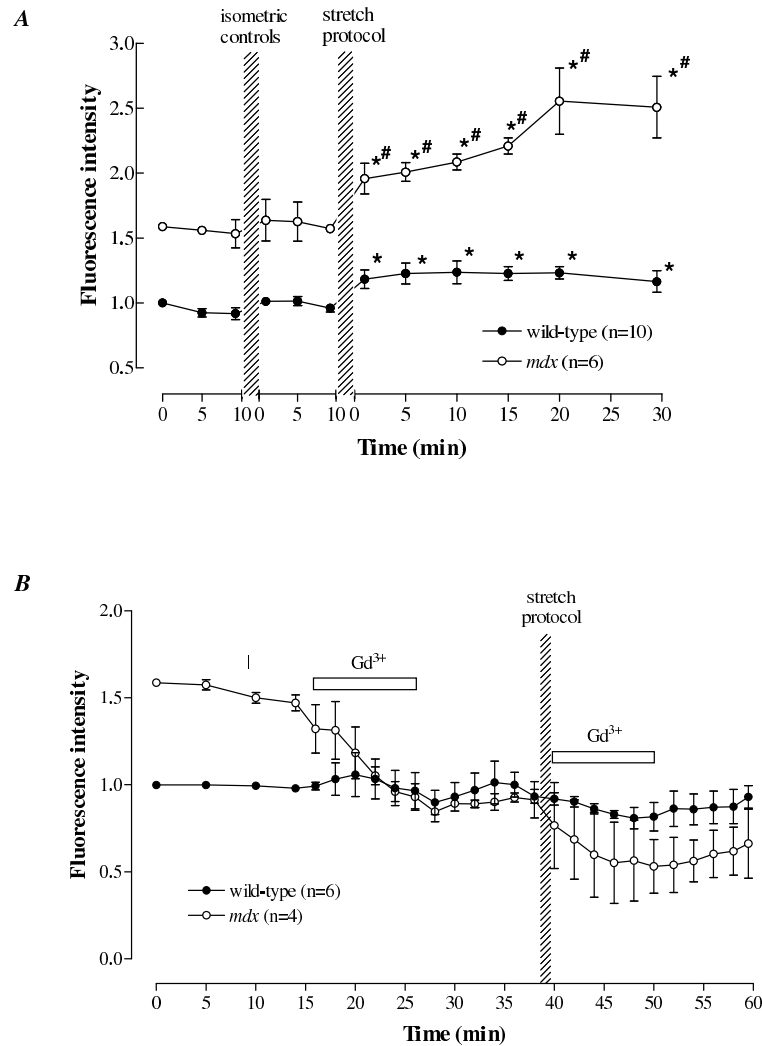 A
isometric controls
stretch protocol
3.0
2.5
2.0
1.5
1.0
0.5
Fluorescence intensity
*# *# *# *# *# *#
* * * * * *
wild-type (n=10)
mdx (n=6)
0 5 10 0 5 10 0 5 10 15 20 30
Time (min)
B
stretch
protocol
2.0
1.5
1.0
0.5
0.0
Fluorescence intensity
Gd3+
Gd3+
wild-type (n=6)
mdx (n=4)
0 5 10 15 20 25 30 35 40 45 50 55 60
Time (min)